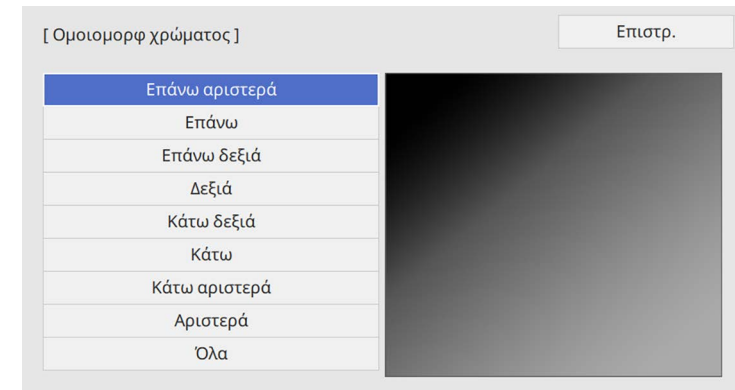 [ Ομοιομορφ χρώματος ]
Επιστρ.
Επάνω αριστερά
Επάνω
Επάνω δεξιά
Δεξιά
Κάτω δεξιά
Κάτω
Κάτω αριστερά
Αριστερά
Όλα